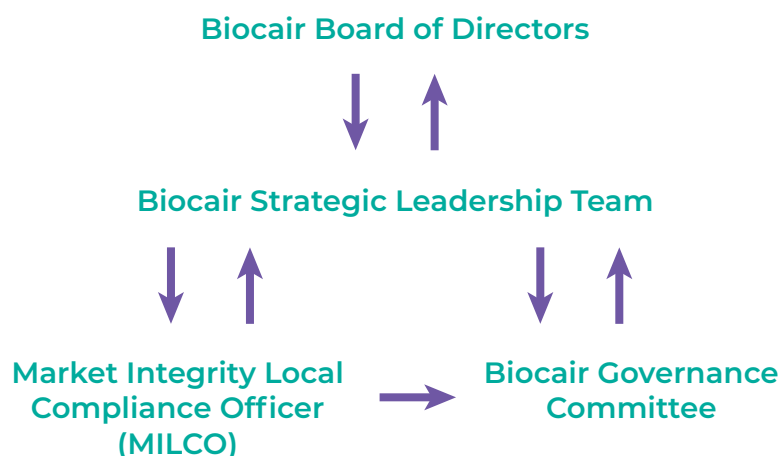 Biocair Board of Directors
Biocair Strategic Leadership Team
Market Integrity Local
Compliance Officer
(MILCO)
Biocair Governance
Committee